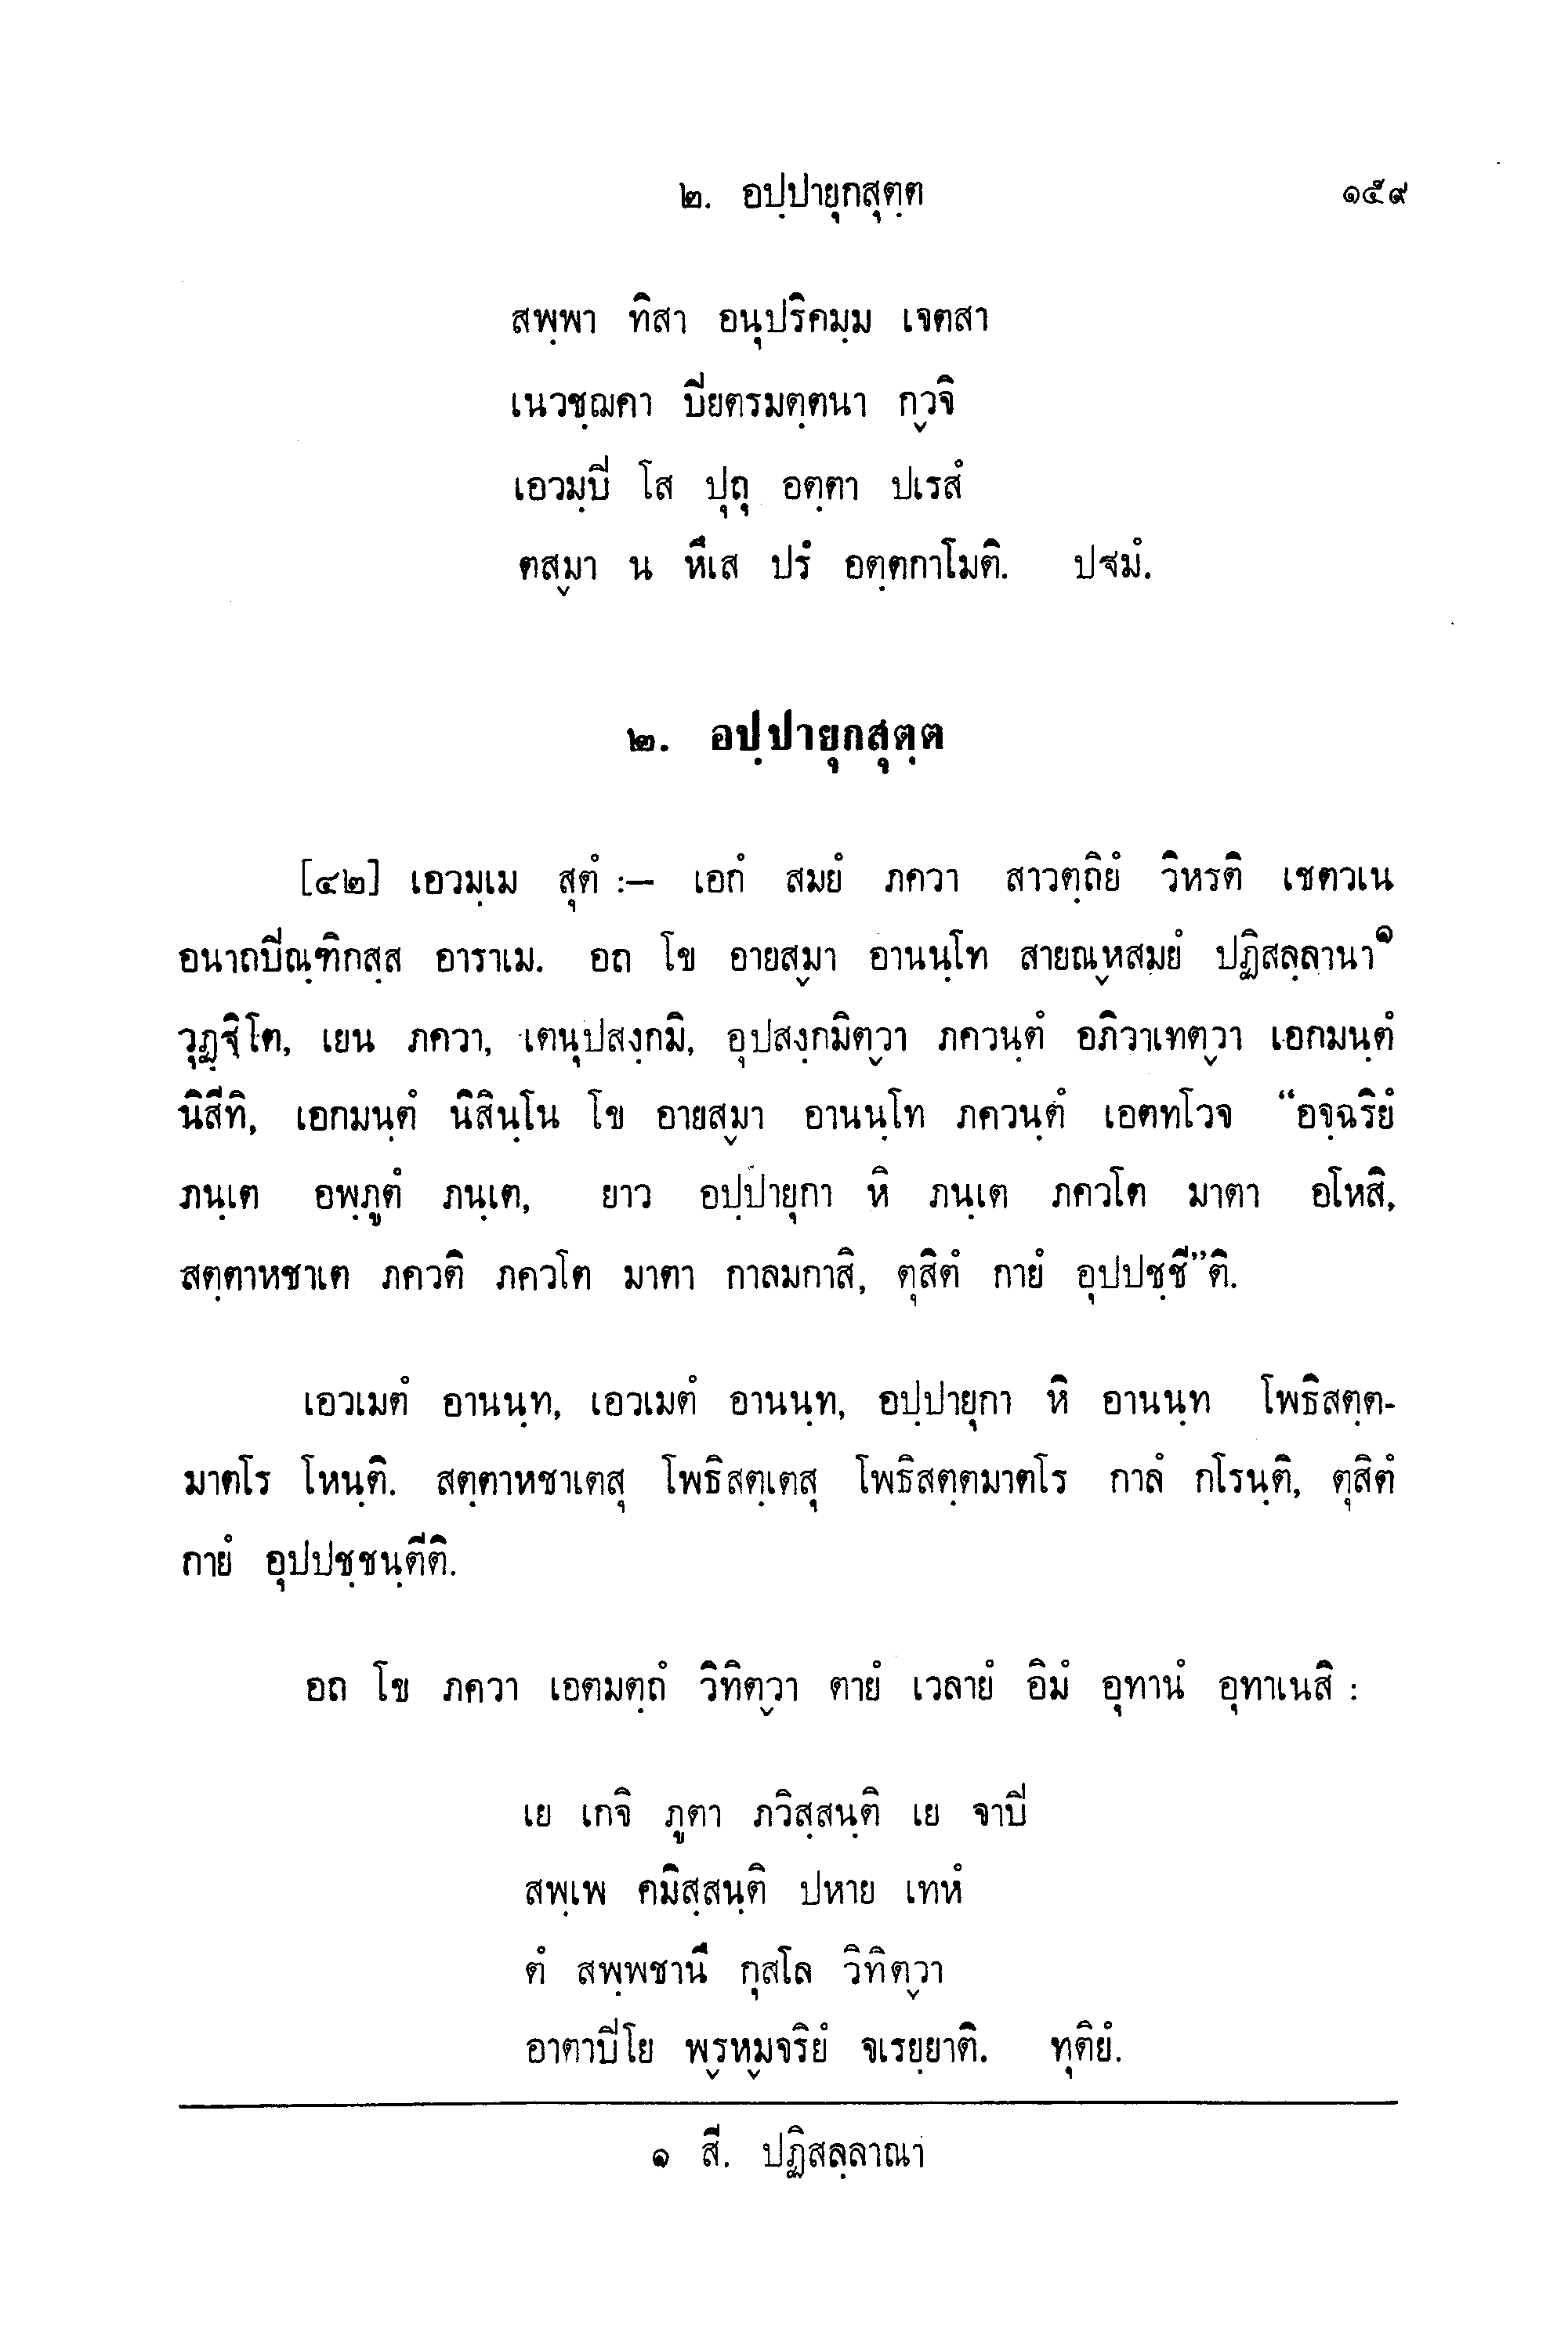 ๒. อปฺปายุกสุตฺต ๑๕๙
สพฺพา ทิสา อนุปริคมฺม เจตสา
เนวชฺฌคา ปิยตรมตฺตนา กฺวจิ
เอวมฺปิ โส ปุถุ อตฺตา ปเรสํ
ตสฺมา น หึเส ปรํ อตฺตกาโมติ. ปฐมํ.
๒. อปฺปายุกสุตฺต
[๔๒] เอวมฺเม สุตํ :— เอกํ สมยํ ภควา สาวตฺถิยํ วิหรติ เชตวเน
อนาถปิณฺฑิกสฺส อาราเม. อถ โข อายสฺมา อานนฺโท สายณฺหสมยํ ปฏิสลฺลานา๑
วุฏฺฐิโต, เยน ภควา, เตนุปสงฺกมิ, อุปสงฺกมิตฺวา ภควนฺตํ อภิวาเทตฺวา เอกมนฺตํ
นิสีทิ, เอกมนฺตํ นิสินฺโน โข อายสฺมา อานนฺโท ภควนฺตํ เอตทโวจ “อจฺฉริยํ
ภนฺเต อพฺภูตํ ภนฺเต, ยาว อปฺปายุกา หิ ภนฺเต ภควโต มาตา อโหสิ,
สตฺตาหชาเต ภควติ ภควโต มาตา กาลมกาสิ, ตุสิตํ กายํ อุปปชฺชี”ติ.
เอวเมตํ อานนฺท, เอวเมตํ อานนฺท, อปฺปายุกา หิ อานนฺท โพธิสตฺต-
มาตโร โหนฺติ. สตฺตาหชาเตสุ โพธิสตฺเตสุ โพธิสตฺตมาตโร กาลํ กโรนฺติ, ตุสิตํ
กายํ อุปปชฺชนฺตีติ.
อถ โข ภควา เอตมตฺถํ วิทิตฺวา ตายํ เวลายํ อิมํ อุทานํ อุทาเนสิ :
เย เกจิ ภูตา ภวิสฺสนฺติ เย จาปิ
สพฺเพ คมิสฺสนฺติ ปหาย เทหํ
ตํ สพฺพชานึ กุสโล วิทิตฺวา
อาตาปิโย พฺรหฺมจริยํ จเรยฺยาติ. ทุติยํ.
๑ สี. ปฏิสลฺลาณา